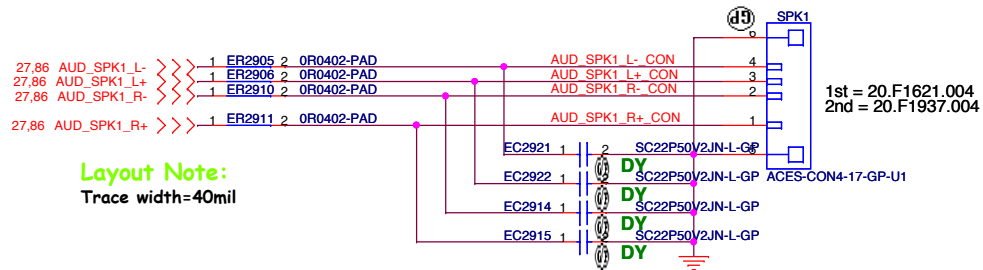 GP SPK1
6
27,86 AUD_SPK1_L- 1 ER2905 2 0R0402-PAD AUD_SPK1_L-_CON 4
27,86 AUD_SPK1_L+ 1 ER2906 2 0R0402-PAD AUD_SPK1_L+_CON 3
27,86 AUD_SPK1_R- 1 ER2910 2 0R0402-PAD AUD_SPK1_R-_CON 2
1st = 20.F1621.004
2nd = 20.F1937.004
27,86 AUD_SPK1_R+ 1 ER2911 2 0R0402-PAD AUD_SPK1_R+_CON 1
EC2921 1 2 SC22P50V2JN-L-GP
DY
Layout Note:
Trace width=40mil
EC2922 1 SC22P50V2JN-L-GP ACES-CON4-17-GP-U1
DY
EC2914 1 SC22P50V2JN-L-GP
DY
EC2915 1 SC22P50V2JN-L-GP
DY